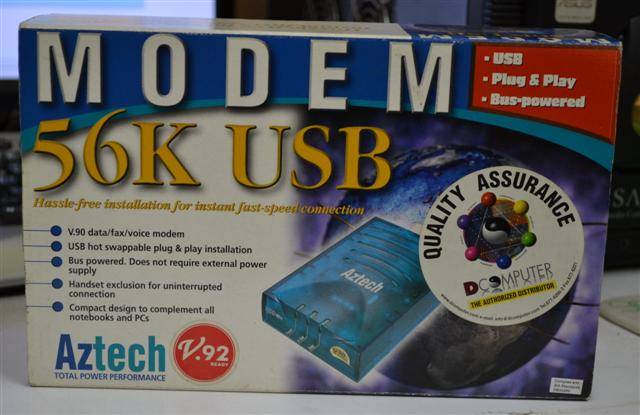 MODEM
• USB
• Plug & Play
• Bus-powered
56K USB
Hassle-free installation for instant fast-speed connection
V.90 data/fax/voice modem
USB hot swappable plug & play installation
Bus powered. Does not require external power
supply
Handset exclusion for uninterrupted
connection
Compact design to complement all
notebooks and PCs
Aztech
TOTAL POWER PERFORMANCE
V.92
READY
Aztech
QUALITY ASSURANCE
DCOMPUTER
THE AUTHORIZED DISTRIBUTOR